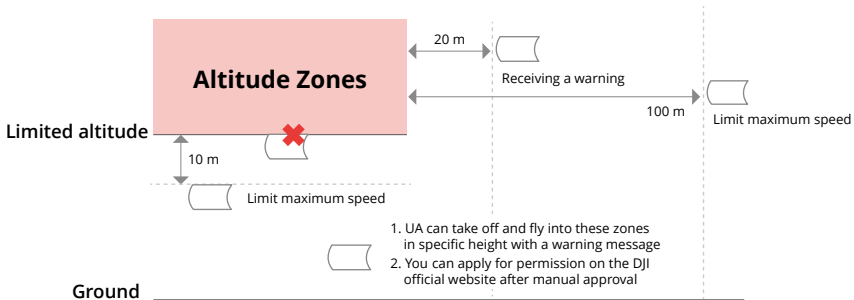 20 m
Altitude Zones
Receiving a warning
100 m
Limit maximum speed
Limited altitude
10 m
Limit maximum speed
1. UA can take off and fly into these zones
in specific height with a warning message
2. You can apply for permission on the DJI
official website after manual approval
Ground